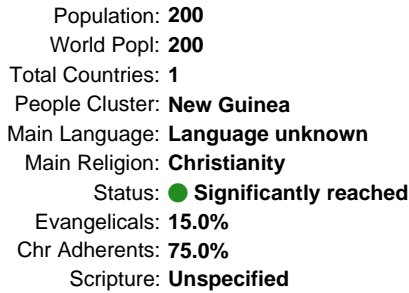 Population: 200
World Popl: 200
Total Countries: 1
People Cluster: New Guinea
Main Language: Language unknown
Main Religion: Christianity
Status: Significantly reached
Evangelicals: 15.0%
Chr Adherents: 75.0%
Scripture: Unspecified